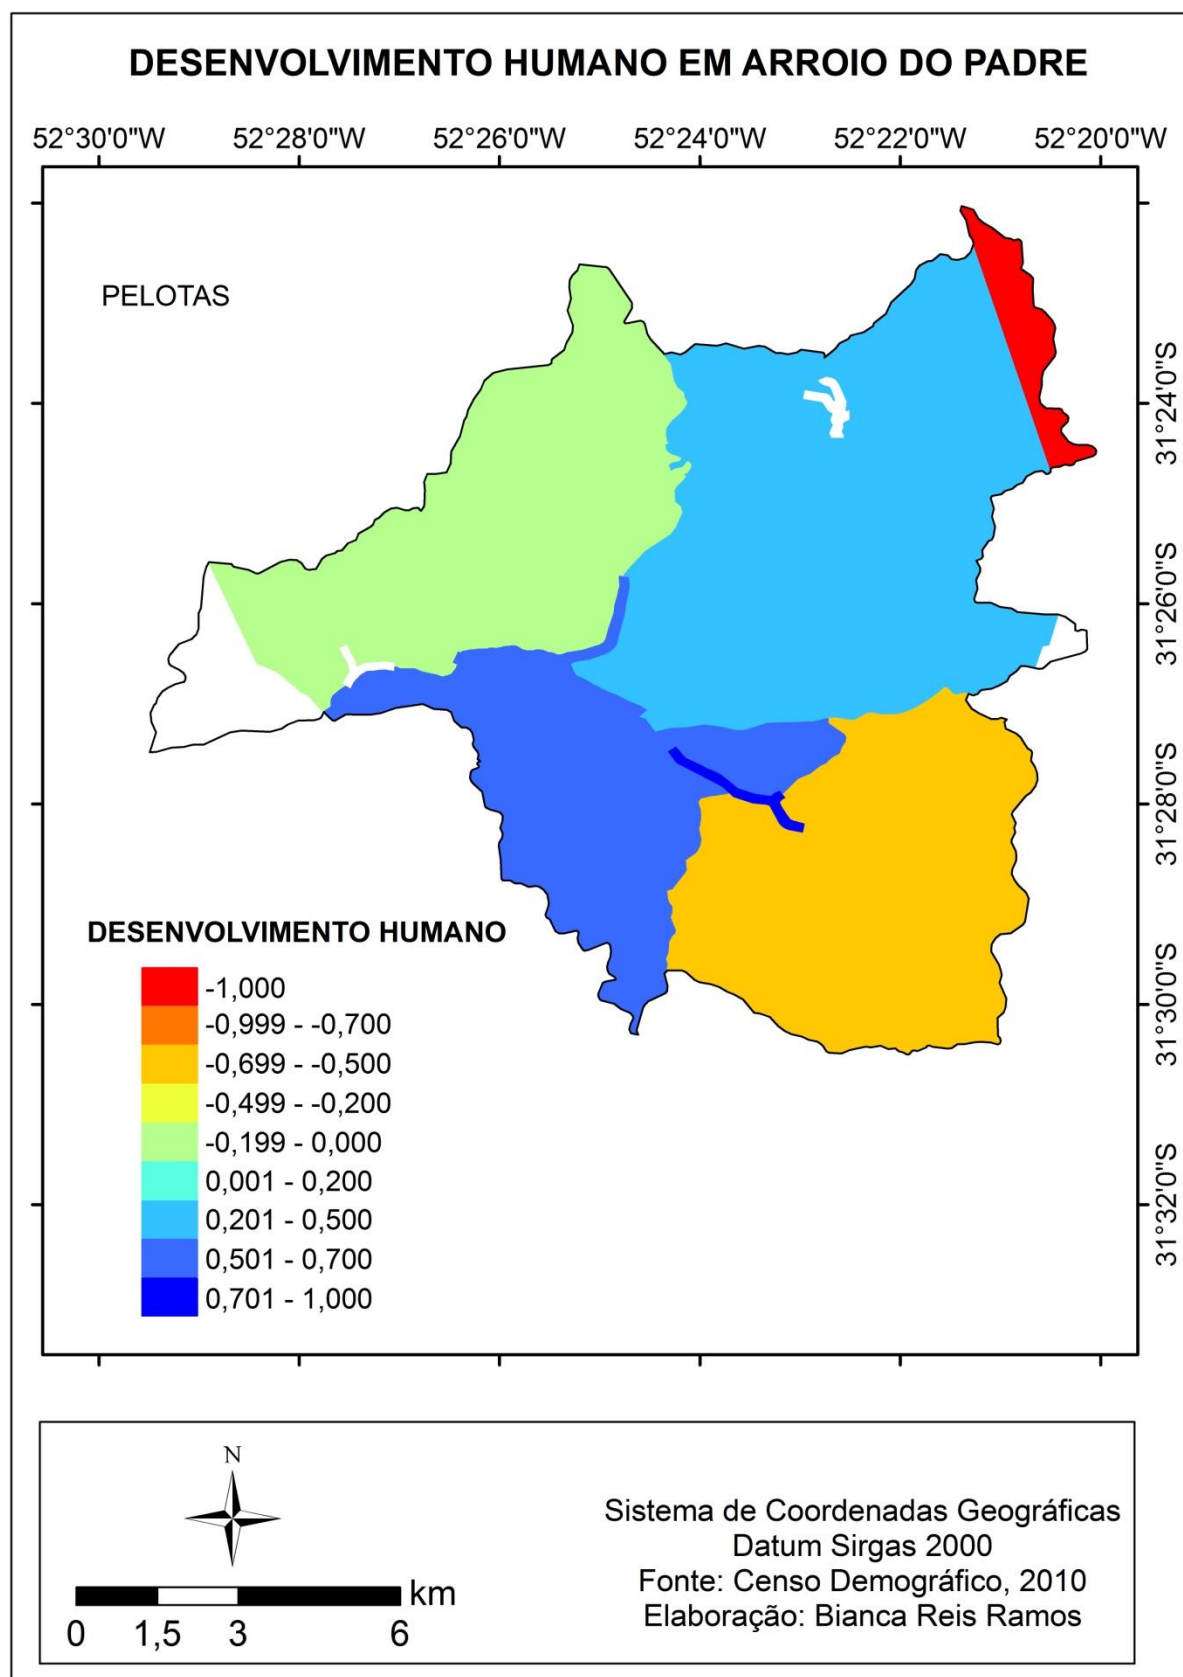 DESENVOLVIMENTO HUMANO EM ARROIO DO PADRE
52°30'0"W 52°28'0"W 52°26'0"W 52°24'0"W 52°22'0"W 52°20'0"W
PELOTAS
31°24'0"S
31°26'0"S
31°28'0"S
31°30'0"S
31°32'0"S
DESENVOLVIMENTO HUMANO
-1,000
-0,999 - -0,700
-0,699 - -0,500
-0,499 - -0,200
-0,199 - 0,000
0,001 - 0,200
0,201 - 0,500
0,501 - 0,700
0,701 - 1,000
N
km
0 1,5 3 6
Sistema de Coordenadas Geográficas
Datum Sirgas 2000
Fonte: Censo Demográfico, 2010
Elaboração: Bianca Reis Ramos